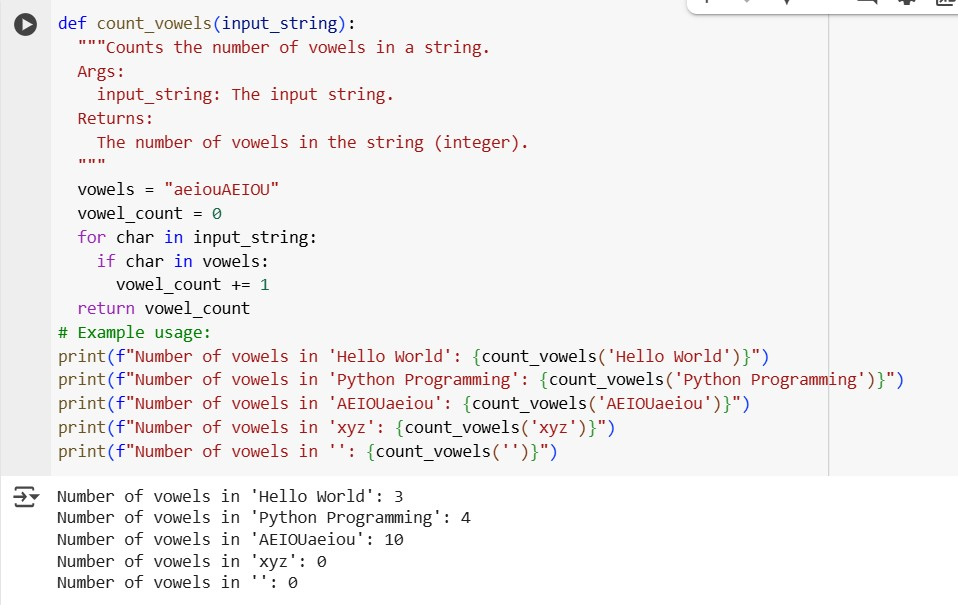 def count_vowels(input_string):
  """Counts the number of vowels in a string.
  Args:
    input_string: The input string.
  Returns:
    The number of vowels in the string (integer).
  """
  vowels = "aeiouAEIOU"
  vowel_count = 0
  for char in input_string:
    if char in vowels:
      vowel_count += 1
  return vowel_count
# Example usage:
print(f"Number of vowels in 'Hello World': {count_vowels('Hello World')}")
print(f"Number of vowels in 'Python Programming': {count_vowels('Python Programming')}")
print(f"Number of vowels in 'AEIOUaeiou': {count_vowels('AEIOUaeiou')}")
print(f"Number of vowels in 'xyz': {count_vowels('xyz')}")
print(f"Number of vowels in '': {count_vowels('')}")
Number of vowels in 'Hello World': 3
Number of vowels in 'Python Programming': 4
Number of vowels in 'AEIOUaeiou': 10
Number of vowels in 'xyz': 0
Number of vowels in '': 0